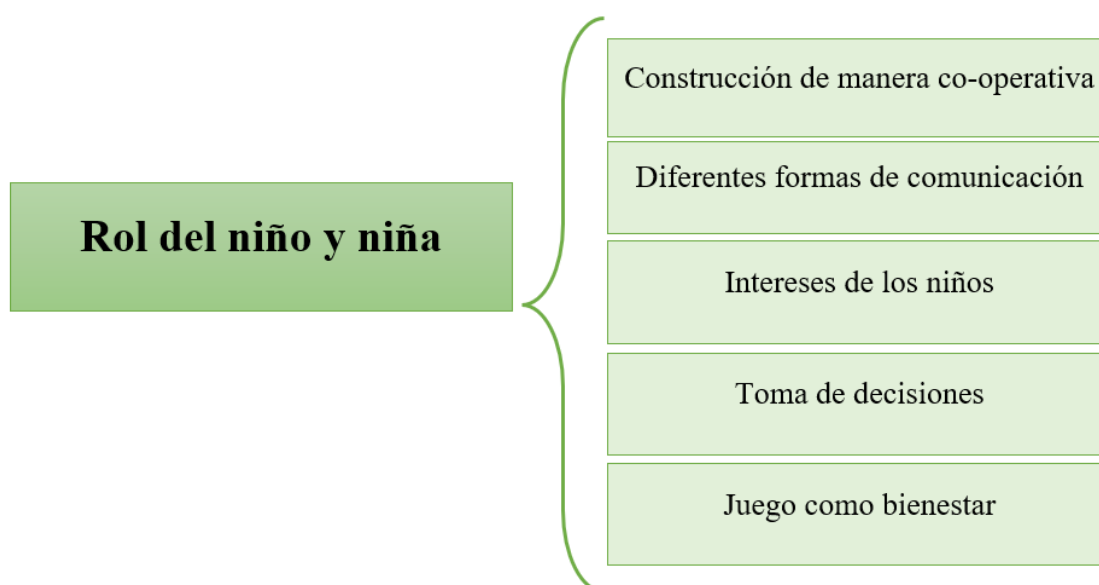 Rol del niño y niña
Construcción de manera co-operativa
Diferentes formas de comunicación
Intereses de los niños
Toma de decisiones
Juego como bienestar